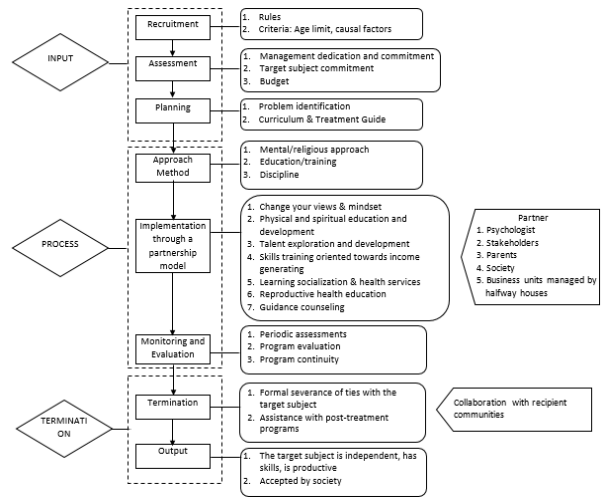 INPUT
Recruitment
1. Rules
2. Criteria: Age limit, causal factors
Assessment
1. Management dedication and commitment
2. Target subject commitment
3. Budget
Planning
1. Problem identification
2. Curriculum & Treatment Guide
PROCESS
Approach
Method
1. Mental/religious approach
2. Education/training
3. Discipline
Implementation
through a
partnership
model
1. Change your views & mindset
2. Physical and spiritual education and
development
3. Talent exploration and development
4. Skills training oriented towards income
generating
5. Learning socialization & health services
6. Reproductive health education
7. Guidance counseling
Partner
1. Psychologist
2. Stakeholders
3. Parents
4. Society
5. Business units managed by
halfway houses
Monitoring and
Evaluation
1. Periodic assessments
2. Program evaluation
3. Program continuity
TERMINATI
ON
Termination
1. Formal severance of ties with the
target subject
2. Assistance with post-treatment
programs
Collaboration with recipient
communities
Output
1. The target subject is independent, has
skills, is productive
2. Accepted by society